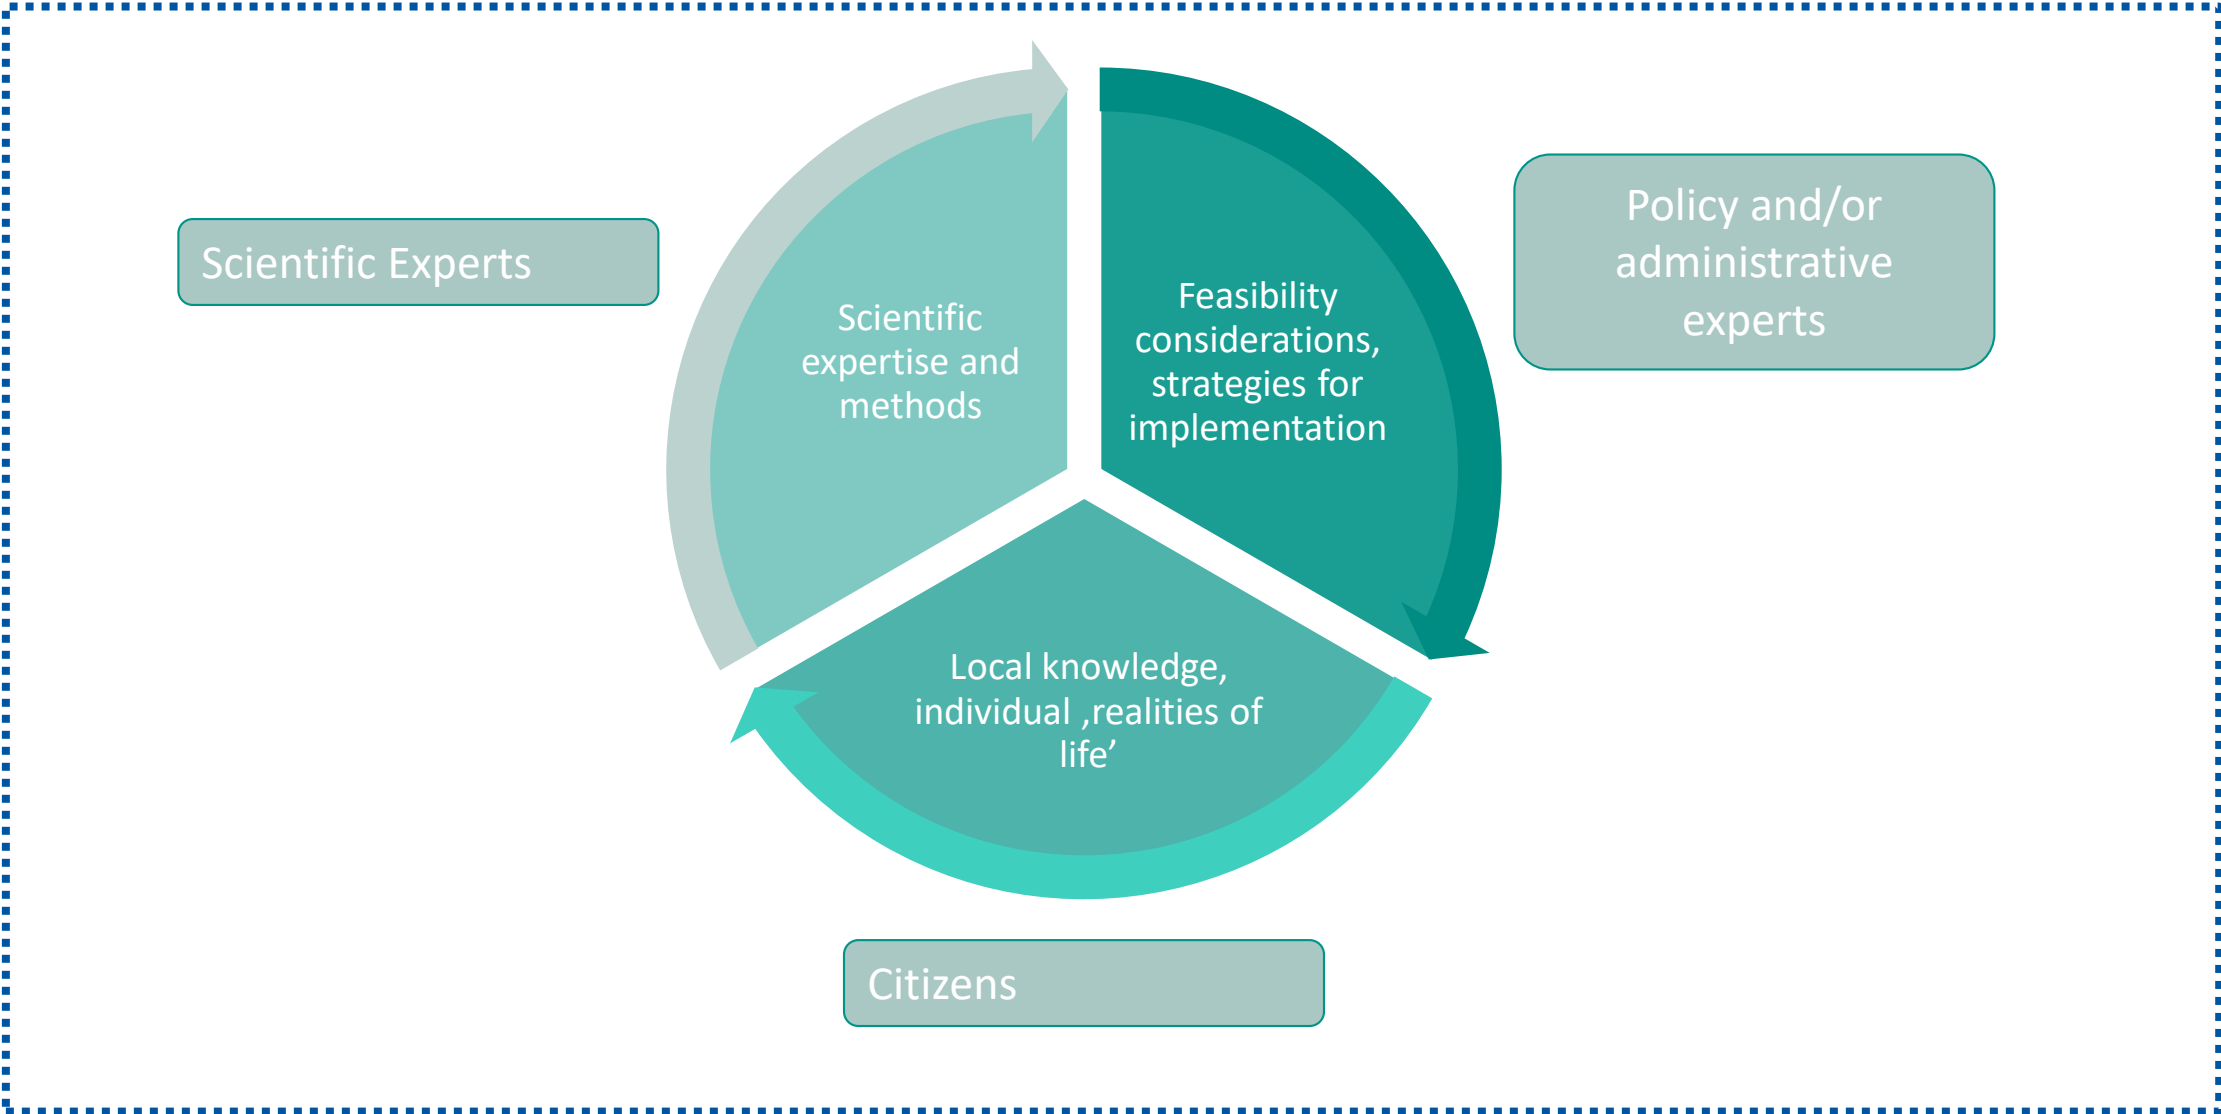 Scientific Experts
Scientific
expertise and
methods
Feasibility
considerations,
strategies for
implementation
Policy and/or
administrative
experts
Local knowledge,
individual ‚realities of
life’
Citizens